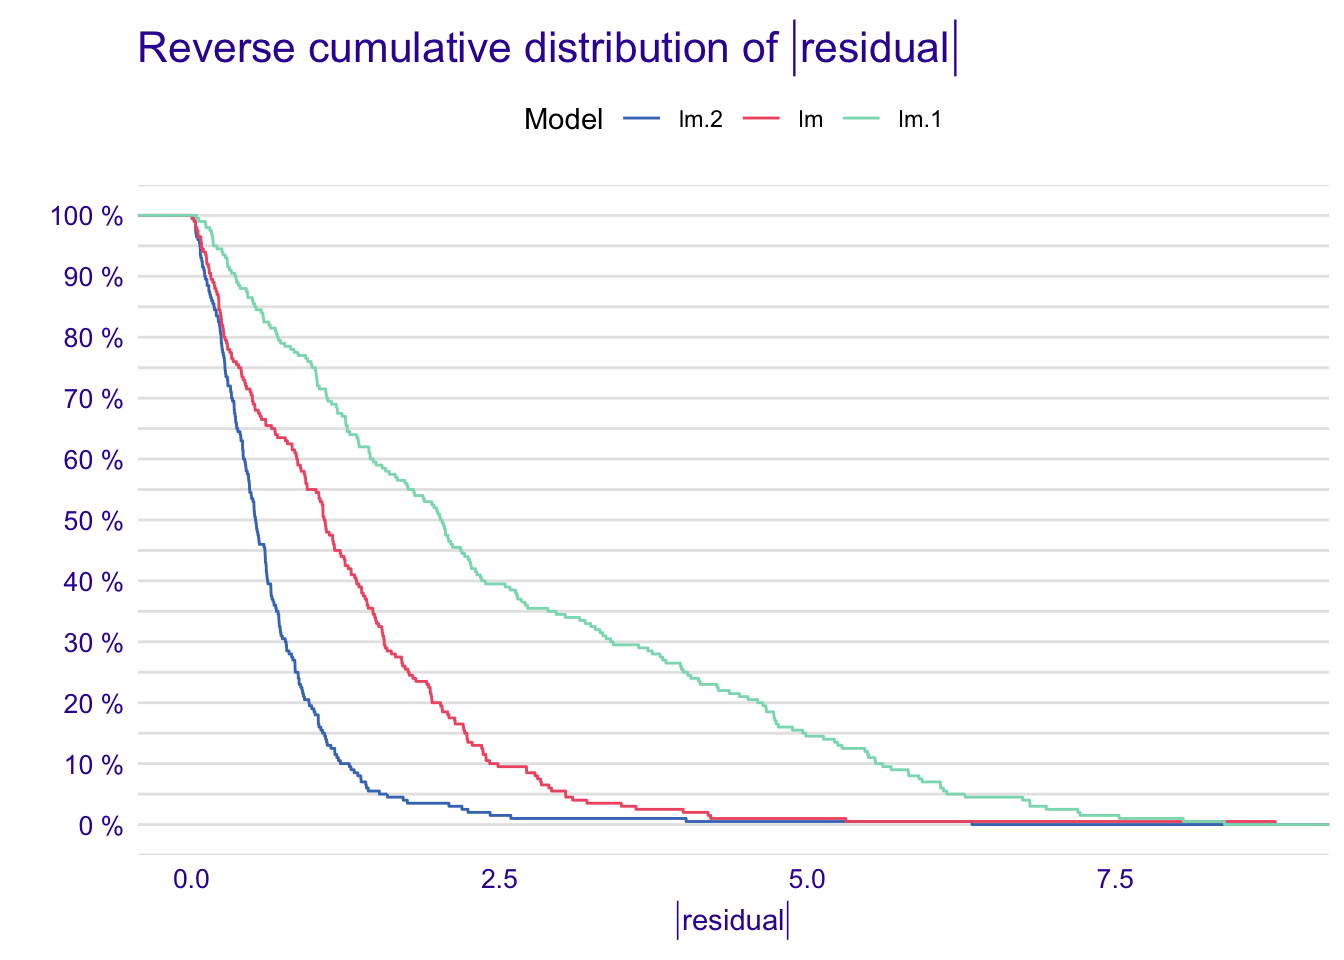 Reverse cumulative distribution of |residual|
Model lm.2 lm lm.1
100 %
90 %
80 %
70 %
60 %
50 %
40 %
30 %
20 %
10 %
0 %
0.0 2.5 5.0 7.5
|residual|